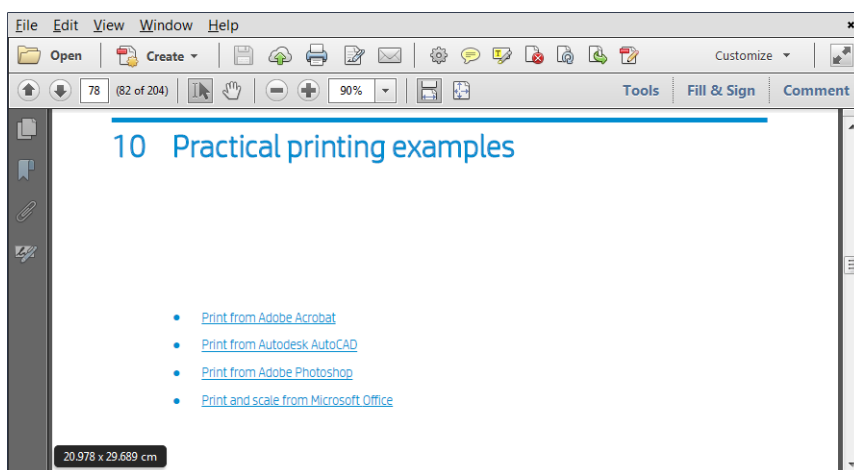 File Edit View Window Help
Open Create Customize
78 (82 of 204) 90% Tools Fill & Sign Comment
10 Practical printing examples
• Print from Adobe Acrobat
• Print from Autodesk AutoCAD
• Print from Adobe Photoshop
• Print and scale from Microsoft Office
20.978 x 29.689 cm